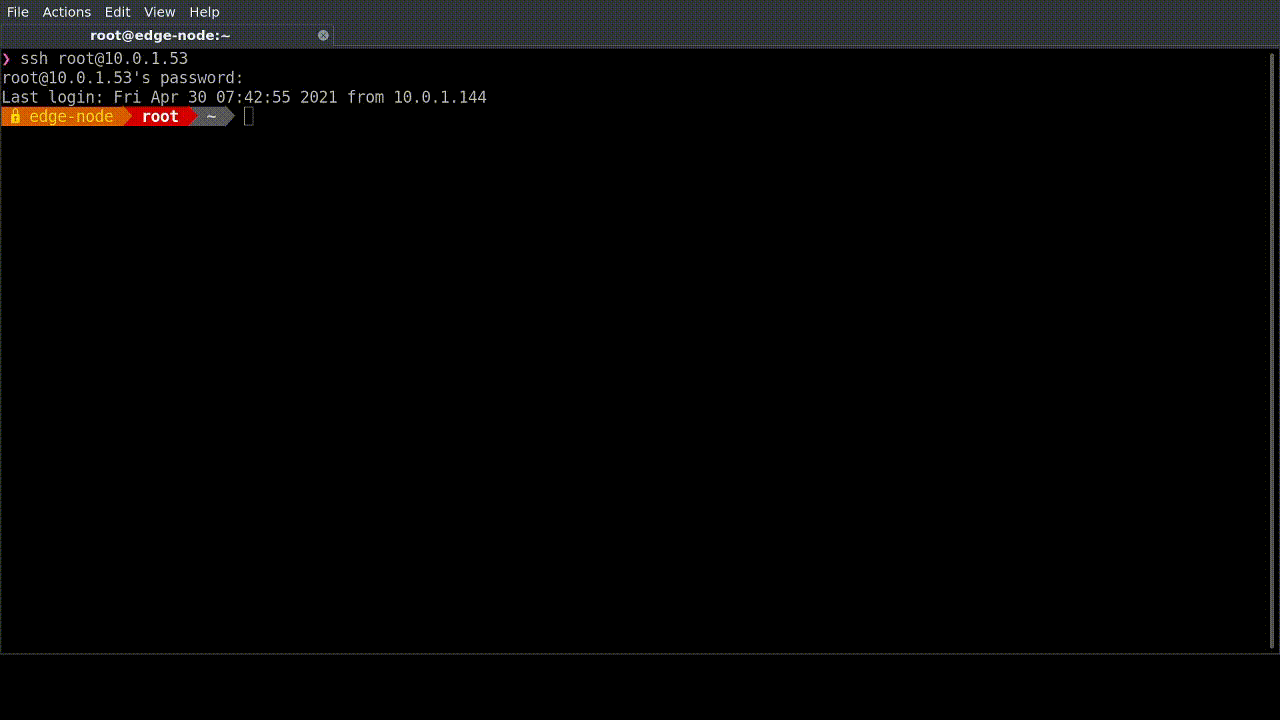 File Actions Edit View Help
root@edge-node:~
❯ ssh root@10.0.1.53
root@10.0.1.53's password:
Last login: Fri Apr 30 07:42:55 2021 from 10.0.1.144
edge-node root ~